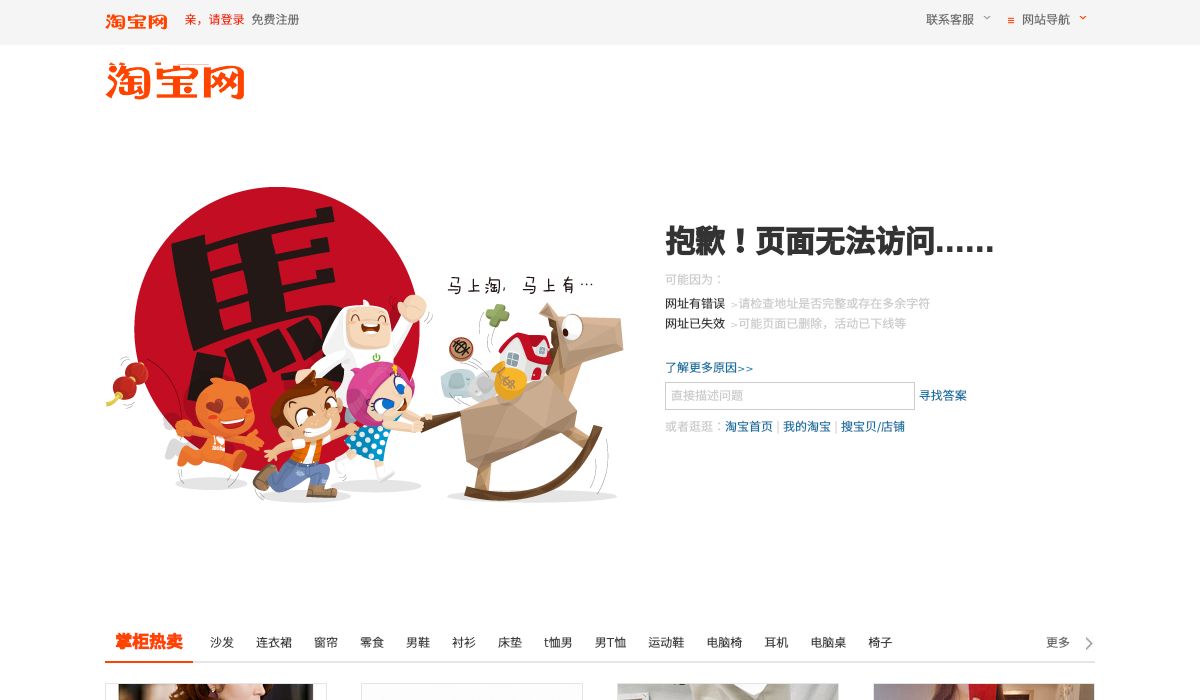 淘宝网 亲，请登录 免费注册 联系客服 网站导航
淘宝网
馬
马上淘, 马上有…
抱歉！页面无法访问......
可能因为：
网址有错误 >请检查地址是否完整或存在多余字符
网址已失效 >可能页面已删除，活动已下线等
了解更多原因>>
直接描述问题 寻找答案
或者逛逛：淘宝首页 | 我的淘宝 | 搜宝贝/店铺
掌柜热卖 沙发 连衣裙 窗帘 零食 男鞋 衬衫 床垫 t恤男 男T恤 运动鞋 电脑椅 耳机 电脑桌 椅子 更多